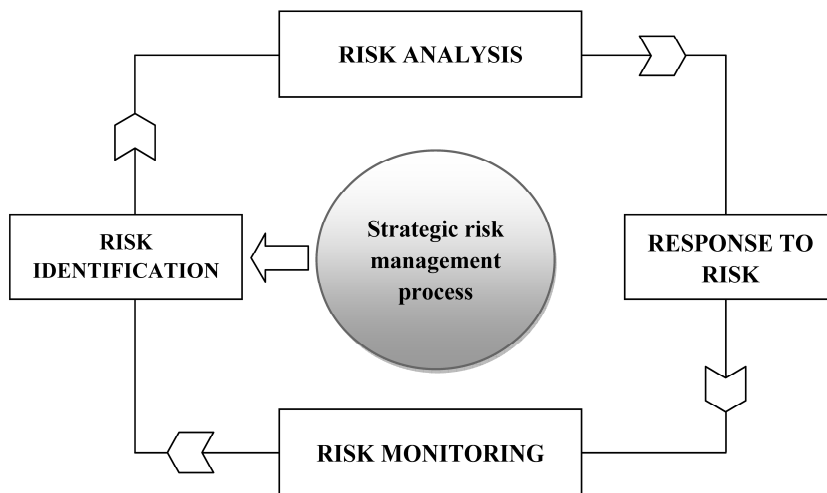 RISK ANALYSIS
RISK
IDENTIFICATION
Strategic risk
management
process
RESPONSE TO
RISK
RISK MONITORING